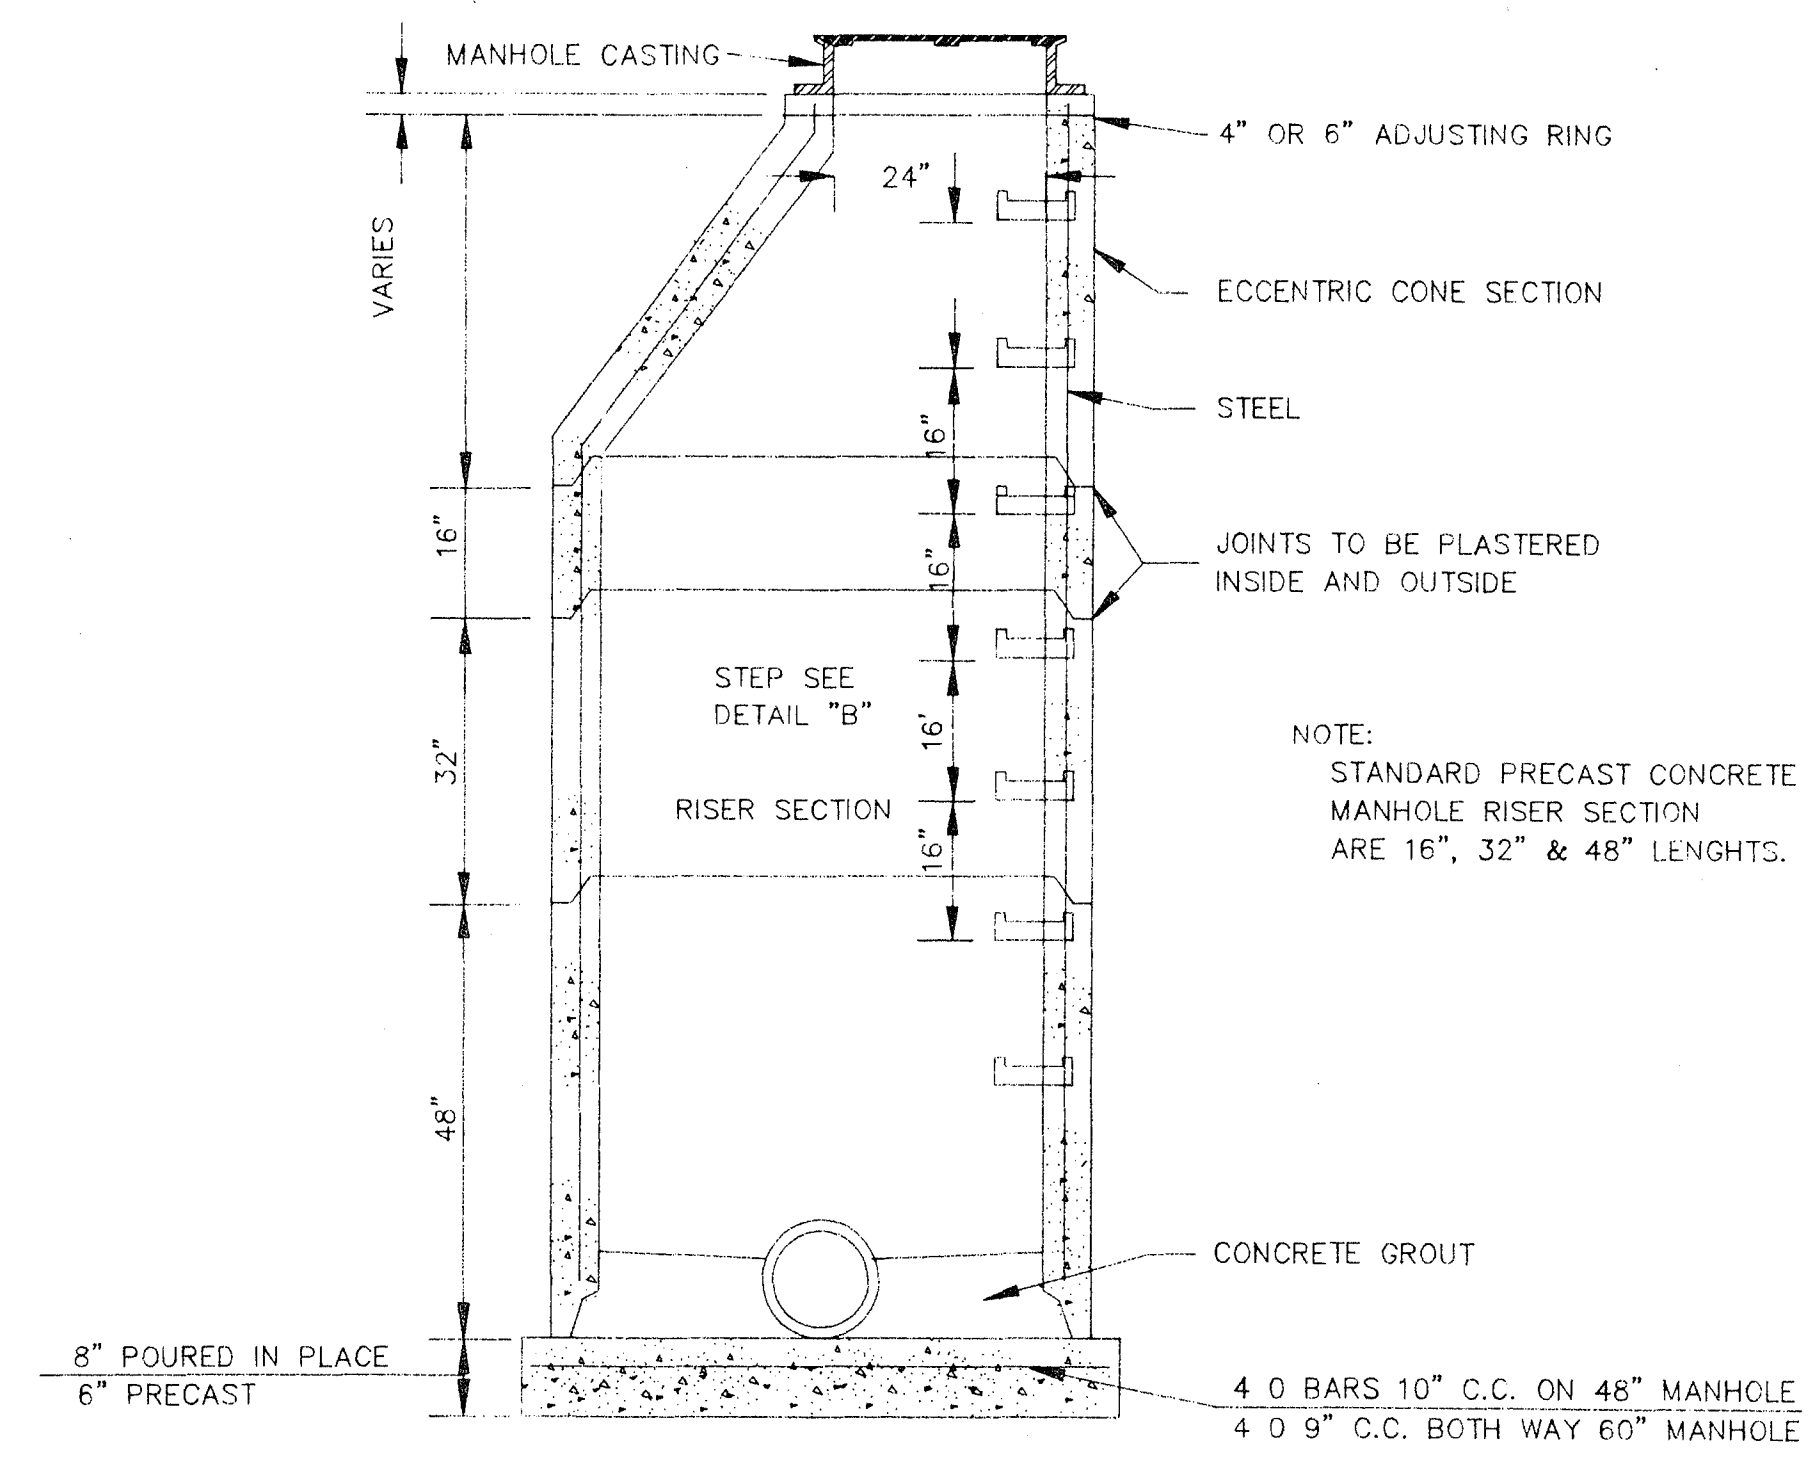 MANHOLE CASTING
4" OR 6" ADJUSTING RING
24"
VARIES
ECCENTRIC CONE SECTION
STEEL
16"
16"
JOINTS TO BE PLASTERED
INSIDE AND OUTSIDE
16"
STEP SEE
DETAIL "B"
16'
NOTE:
STANDARD PRECAST CONCRETE
MANHOLE RISER SECTION
ARE 16", 32" & 48" LENGHTS.
32"
RISER SECTION
16"
48"
CONCRETE GROUT
8" POURED IN PLACE
6" PRECAST
4 0 BARS 10" C.C. ON 48" MANHOLE
4 0 9" C.C. BOTH WAY 60" MANHOLE